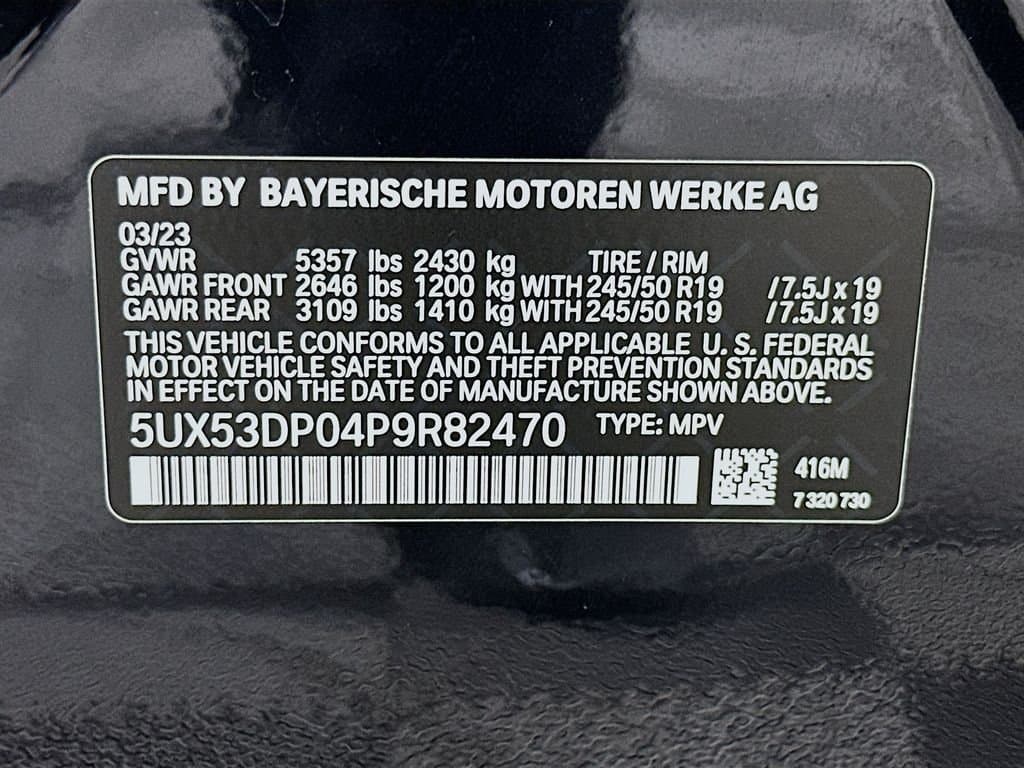 MFD BY BAYERISCHE MOTOREN WERKE AG
03/23
GVWR 5357 lbs 2430 kg TIRE / RIM
GAWR FRONT 2646 lbs 1200 kg WITH 245/50 R19 / 7.5J x 19
GAWR REAR 3109 lbs 1410 kg WITH 245/50 R19 / 7.5J x 19
THIS VEHICLE CONFORMS TO ALL APPLICABLE U. S. FEDERAL
MOTOR VEHICLE SAFETY AND THEFT PREVENTION STANDARDS
IN EFFECT ON THE DATE OF MANUFACTURE SHOWN ABOVE.
5UX53DP04P9R82470 TYPE: MPV
416M
7 320 730